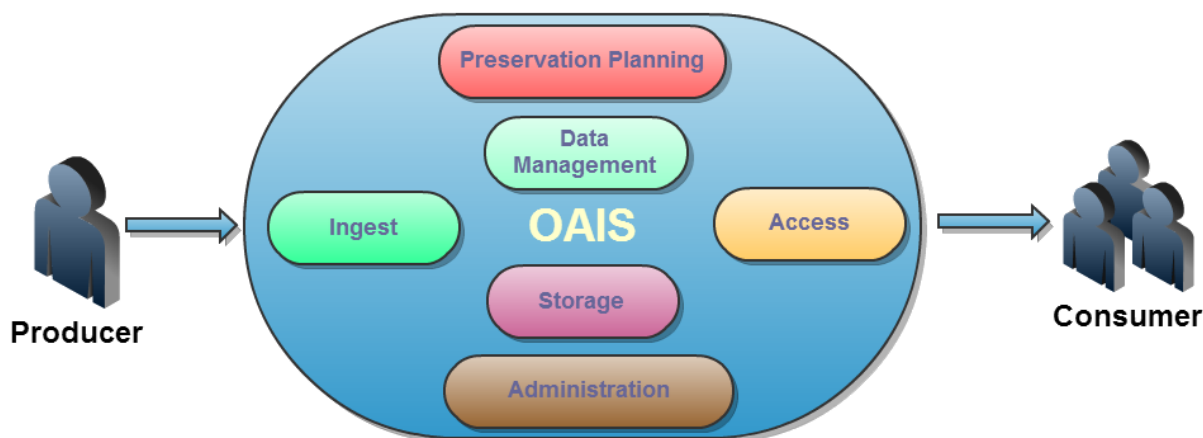 Preservation Planning
Data
Management
Ingest
OAIS
Access
Storage
Administration
Producer
Consumer